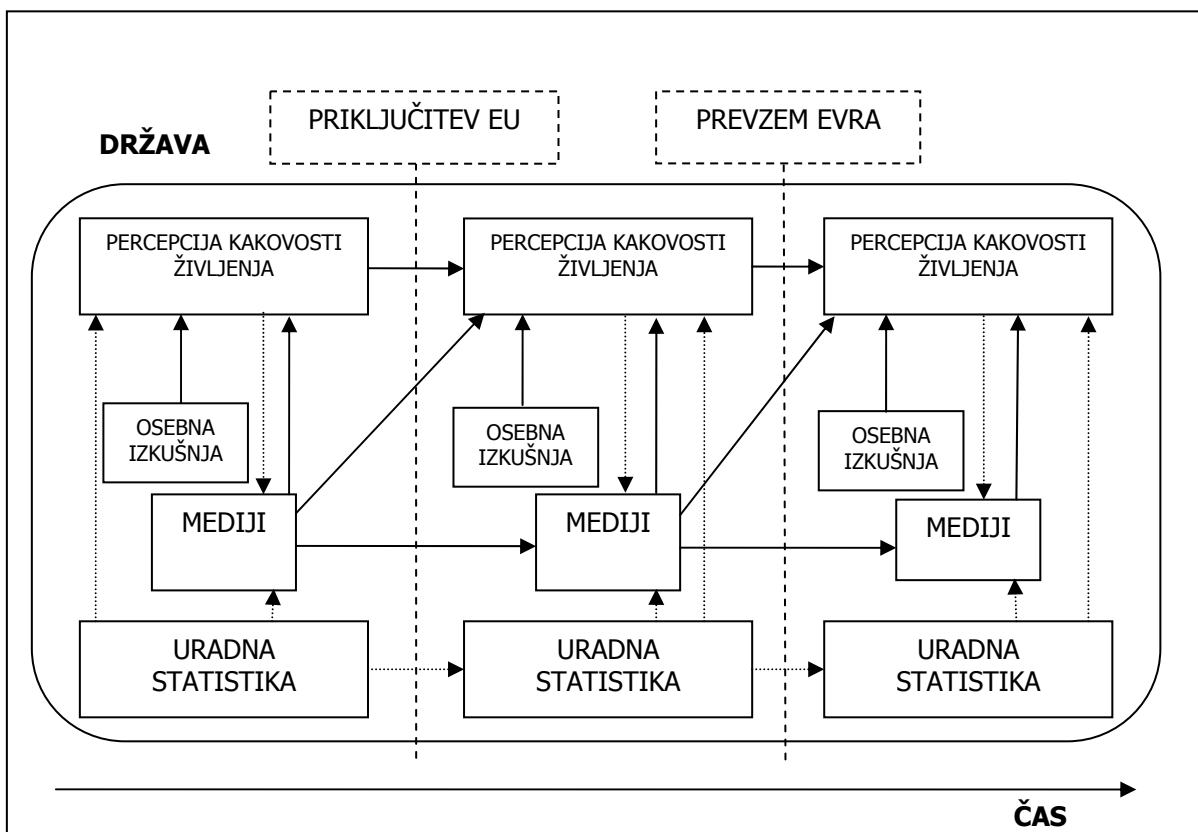 PRIKLJUČITEV EU
PREVZEM EVRA
DRŽAVA
PERCEPCIJA KAKOVOSTI
ŽIVLJENJA
PERCEPCIJA KAKOVOSTI
ŽIVLJENJA
PERCEPCIJA KAKOVOSTI
ŽIVLJENJA
OSEBNA
IZKUŠNJA
OSEBNA
IZKUŠNJA
OSEBNA
IZKUŠNJA
MEDIJI
MEDIJI
MEDIJI
URADNA
STATISTIKA
URADNA
STATISTIKA
URADNA
STATISTIKA
ČAS